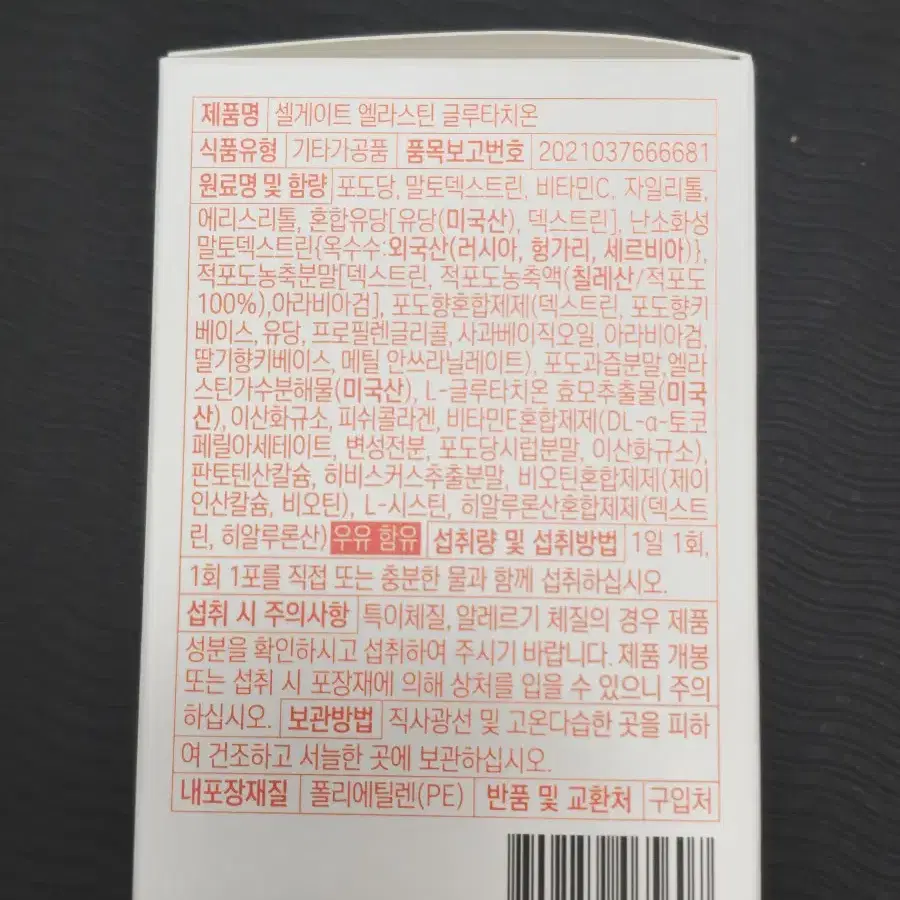 제품명 셀게이트 엘라스틴 글루타치온
식품유형 기타가공품 품목보고번호 2021037666681
원료명 및 함량 포도당, 말토덱스트린, 비타민C, 자일리톨,
에리스리톨, 혼합유당[유당(미국산), 덱스트린], 난소화성
말토덱스트린{옥수수:외국산(러시아, 헝가리, 세르비아)},
적포도농축분말[덱스트린, 적포도농축액(칠레산/적포도
100%),아라비아검], 포도향혼합제제(덱스트린, 포도향키
베이스, 유당, 프로필렌글리콜, 사과베이직오일, 아라비아검,
딸기향키베이스, 메틸 안쓰라닐레이트), 포도과즙분말,엘라
스틴가수분해물(미국산), L-글루타치온 효모추출물(미국
산), 이산화규소, 피쉬콜라겐, 비타민E혼합제제(DL-α-토코
페릴아세테이트, 변성전분, 포도당시럽분말, 이산화규소),
판토텐산칼슘, 히비스커스추출분말, 비오틴혼합제제(제이
인산칼슘, 비오틴), L-시스틴, 히알루론산혼합제제(덱스트
린, 히알루론산) 우유 함유 섭취량 및 섭취방법 1일 1회,
1회 1포를 직접 또는 충분한 물과 함께 섭취하십시오.
섭취 시 주의사항 특이체질, 알레르기 체질의 경우 제품
성분을 확인하시고 섭취하여 주시기 바랍니다. 제품 개봉
또는 섭취 시 포장재에 의해 상처를 입을 수 있으니 주의
하십시오. 보관방법 직사광선 및 고온다습한 곳을 피하
여 건조하고 서늘한 곳에 보관하십시오.
내포장재질 폴리에틸렌(PE) 반품 및 교환처 구입처